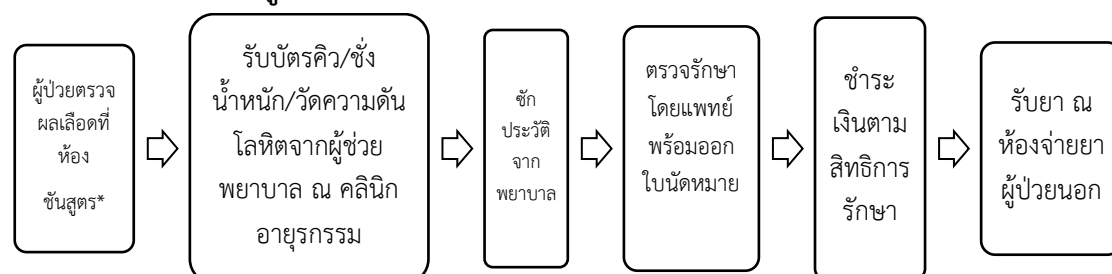 ผู้ป่วยตรวจ
ผลเลือดที่
ห้อง
ชันสูตร*
รับบัตรคิว/ชั่ง
น้ำหนัก/วัดความดัน
โลหิตจากผู้ช่วย
พยาบาล ณ คลินิก
อายุรกรรม
ซัก
ประวัติ
จาก
พยาบาล
ตรวจรักษา
โดยแพทย์
พร้อมออก
ใบนัดหมาย
ชำระ
เงินตาม
สิทธิการ
รักษา
รับยา ณ
ห้องจ่ายยา
ผู้ป่วยนอก